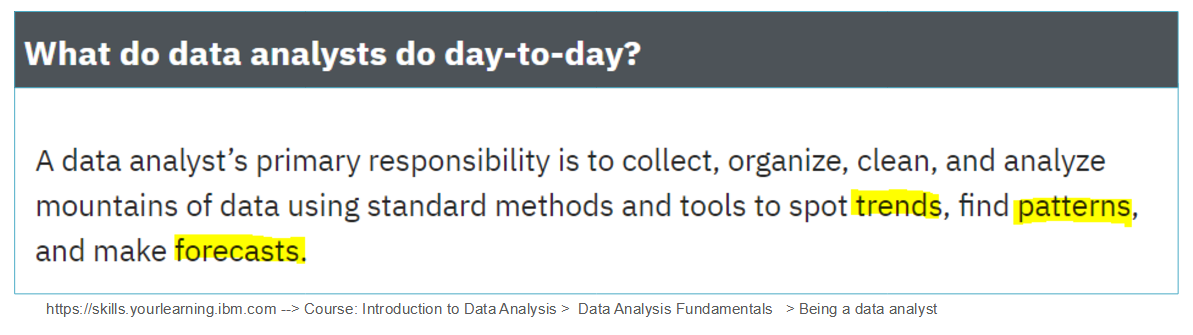 What do data analysts do day-to-day?
A data analyst’s primary responsibility is to collect, organize, clean, and analyze
mountains of data using standard methods and tools to spot trends, find patterns,
and make forecasts.
https://skills.yourlearning.ibm.com --> Course: Introduction to Data Analysis > Data Analysis Fundamentals > Being a data analyst